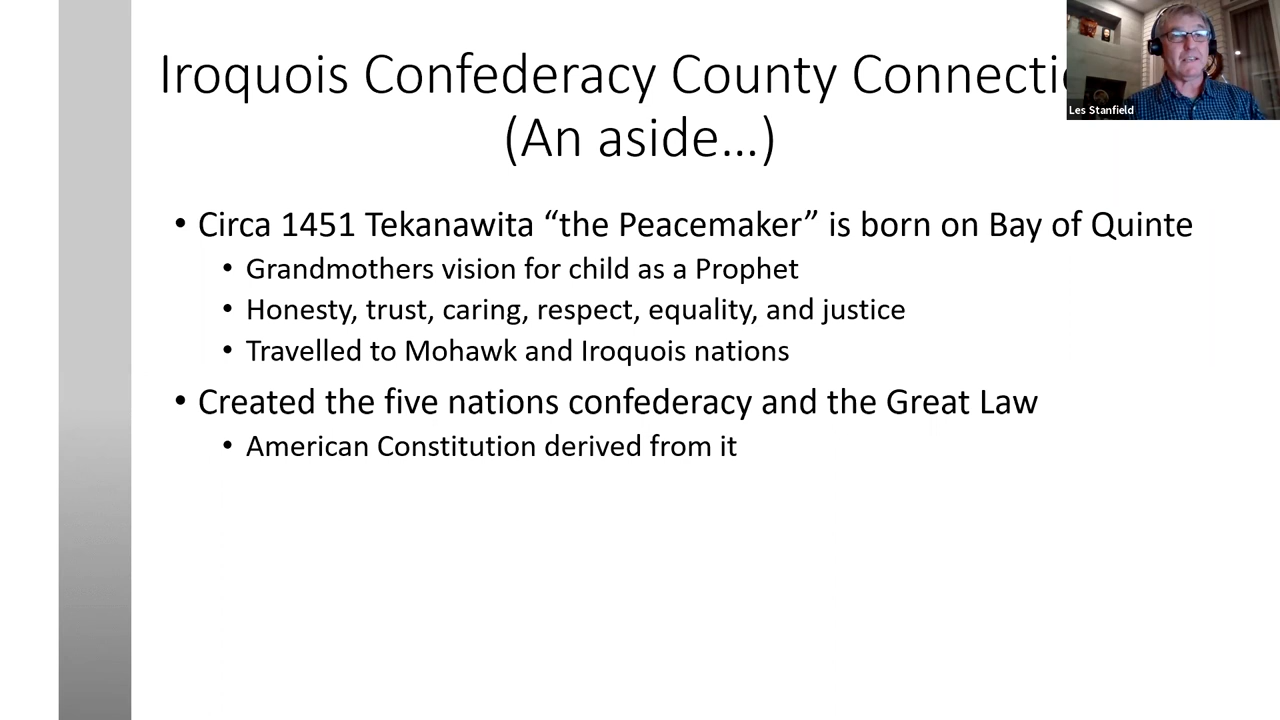 Iroquois Confederacy County
(An aside…)
Les Stanfield
• Circa 1451 Tekanawita “the Peacemaker” is born on Bay of Quinte
• Grandmothers vision for child as a Prophet
• Honesty, trust, caring, respect, equality, and justice
• Travelled to Mohawk and Iroquois nations
• Created the five nations confederacy and the Great Law
• American Constitution derived from it